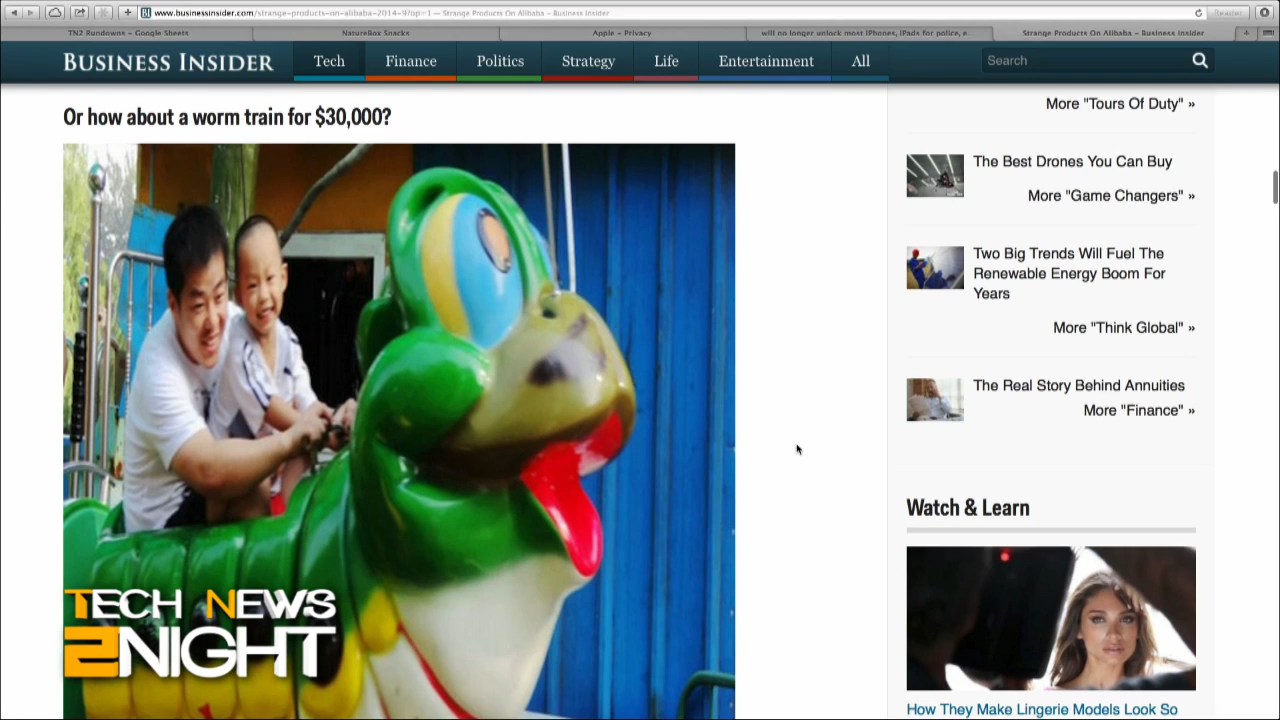 www.businessinsider.com/strange-products-on-alibaba-2014-9?op=1 — Strange Products On Alibaba – Business Insider
Reader
TN2 Rundowns – Google Sheets
NatureBox Snacks
Apple – Privacy
will no longer unlock most iPhones, iPads for police, e...
Strange Products On Alibaba – Business Insider
BUSINESS INSIDER
Tech
Finance
Politics
Strategy
Life
Entertainment
All
Search
Or how about a worm train for $30,000?
TECH NEWS
2NIGHT
More "Tours Of Duty" »
The Best Drones You Can Buy
More "Game Changers" »
Two Big Trends Will Fuel The
Renewable Energy Boom For
Years
More "Think Global" »
The Real Story Behind Annuities
More "Finance" »
Watch & Learn
How They Make Lingerie Models Look So